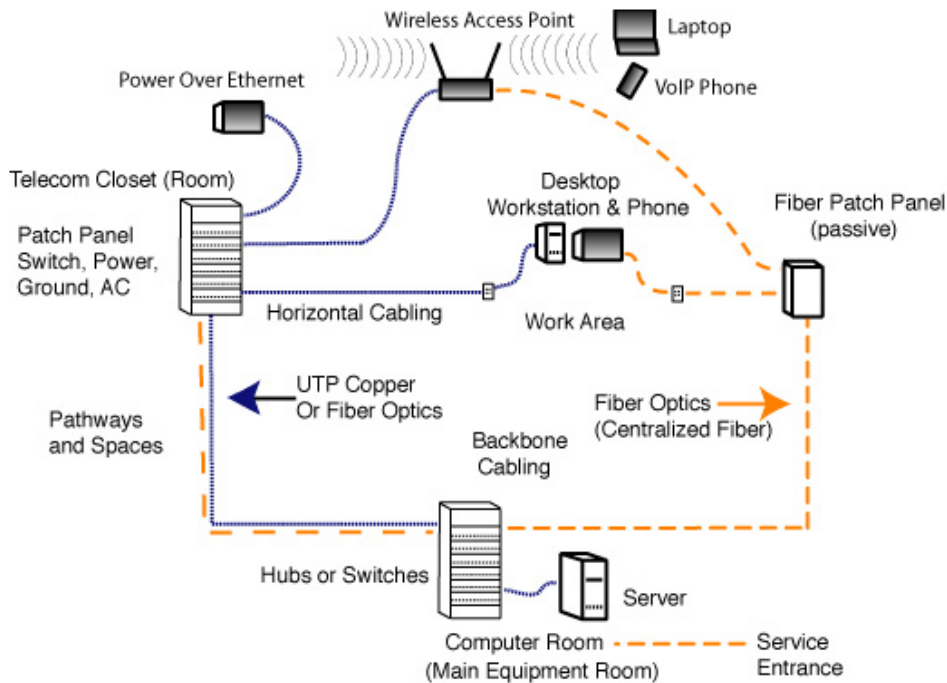 Wireless Access Point
Laptop
VoIP Phone
Power Over Ethernet
Telecom Closet (Room)
Patch Panel
Switch, Power,
Ground, AC
Desktop
Workstation & Phone
Fiber Patch Panel
(passive)
Horizontal Cabling
Work Area
UTP Copper
Or Fiber Optics
Fiber Optics
(Centralized Fiber)
Pathways
and Spaces
Backbone
Cabling
Hubs or Switches
Server
Computer Room
(Main Equipment Room)
Service
Entrance